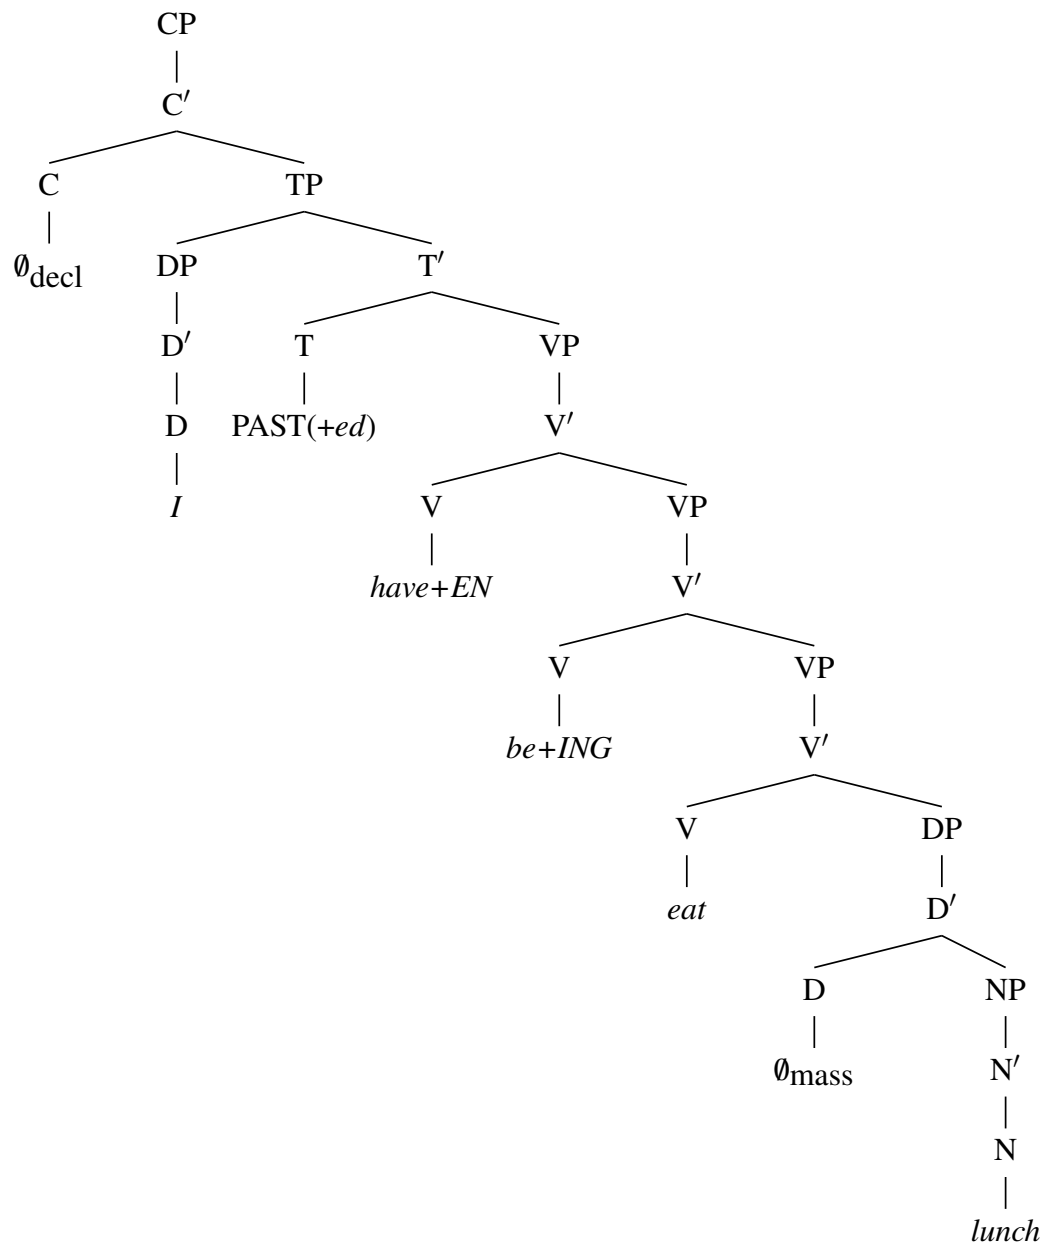 CP
C′
C TP
∅decl DP T′
D′ T VP
D PAST(+ed) V′
I V VP
have+EN V′
V VP
be+ING V′
V DP
eat D′
D NP
∅mass N′
N
lunch